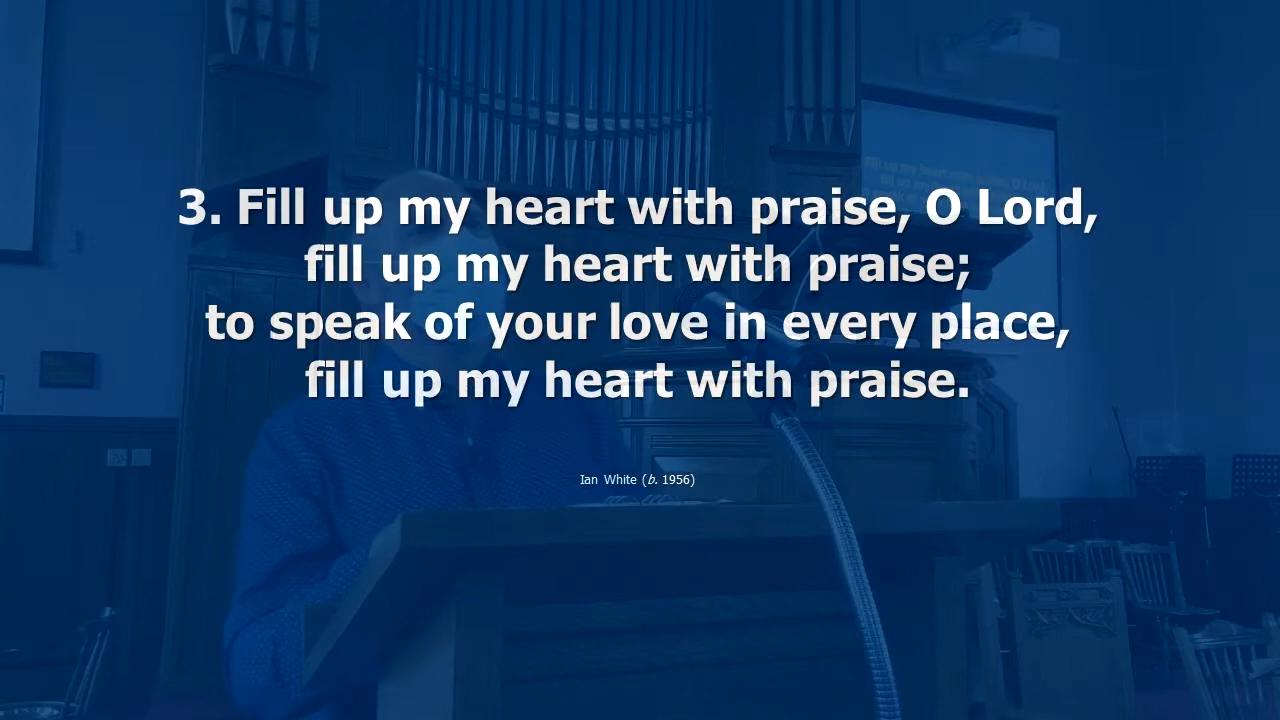 3. Fill up my heart with praise, O Lord,
fill up my heart with praise;
to speak of your love in every place,
fill up my heart with praise.
Ian White (b. 1956)